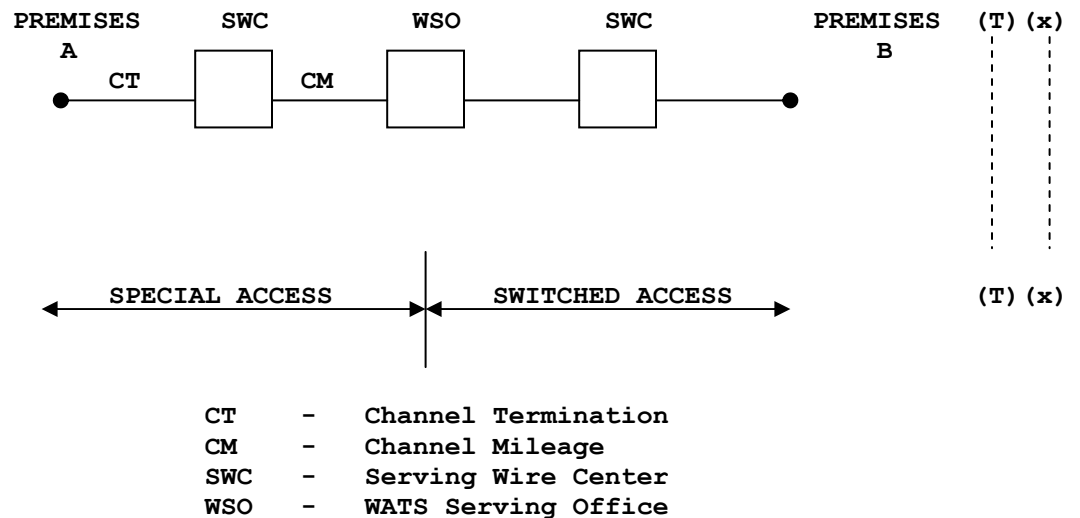 PREMISES SWC WSO SWC PREMISES (T) (x)
A B
CT CM
SPECIAL ACCESS SWITCHED ACCESS (T) (x)
CT - Channel Termination
CM - Channel Mileage
SWC - Serving Wire Center
WSO - WATS Serving Office